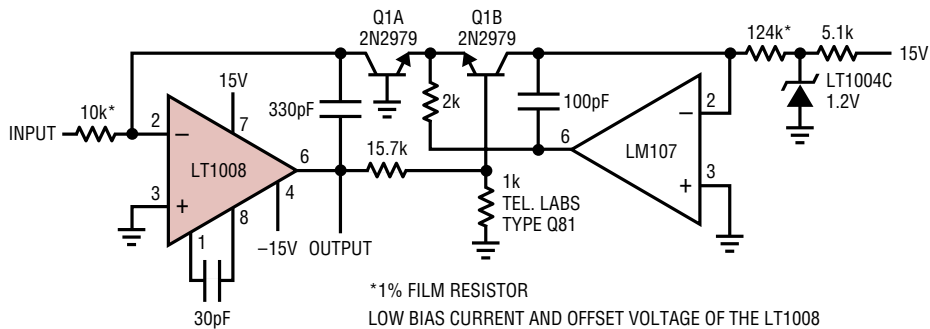 Q1A
2N2979
Q1B
2N2979
124k*
5.1k
15V
LT1004C
1.2V
330pF
2k
100pF
15V
10k*
INPUT
2
7
–
LT1008
6
3
+
8
4
1
–15V
OUTPUT
30pF
15.7k
6
2
–
LM107
3
+
1k
TEL. LABS
TYPE Q81
*1% FILM RESISTOR
LOW BIAS CURRENT AND OFFSET VOLTAGE OF THE LT1008